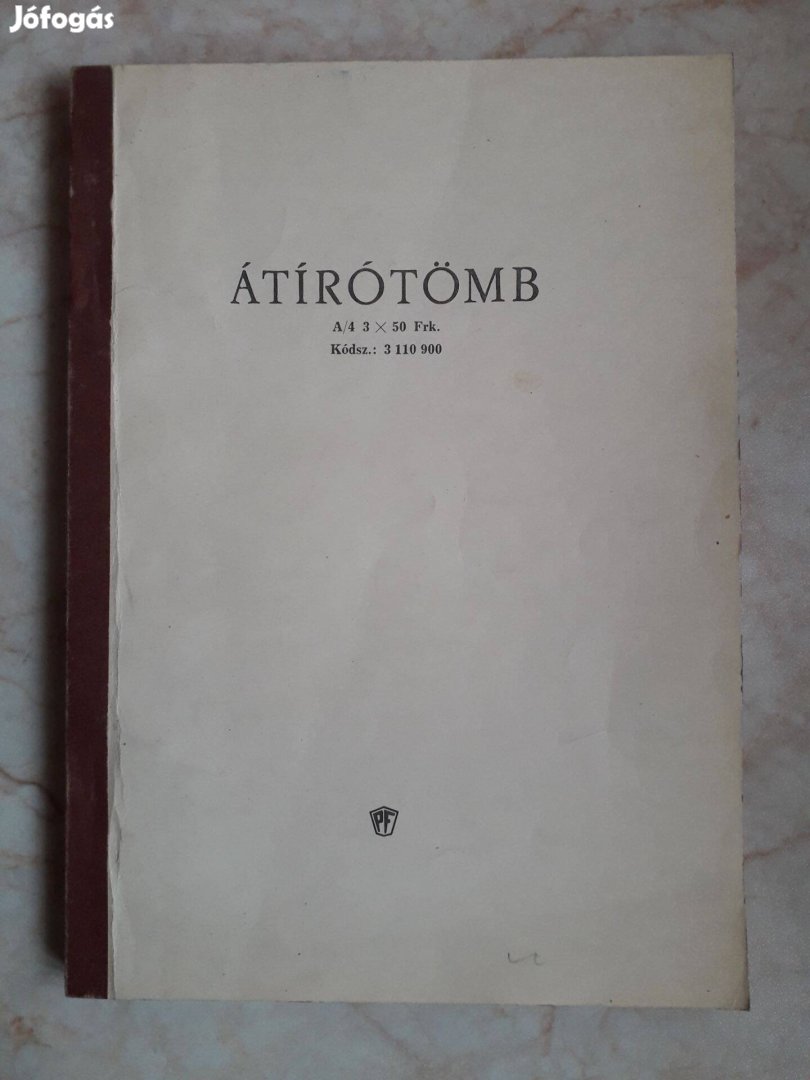 Jófogás
ÁTÍRÓTÖMB
A/4 3 × 50 Frk.
Kódsz.: 3 110 900
PF